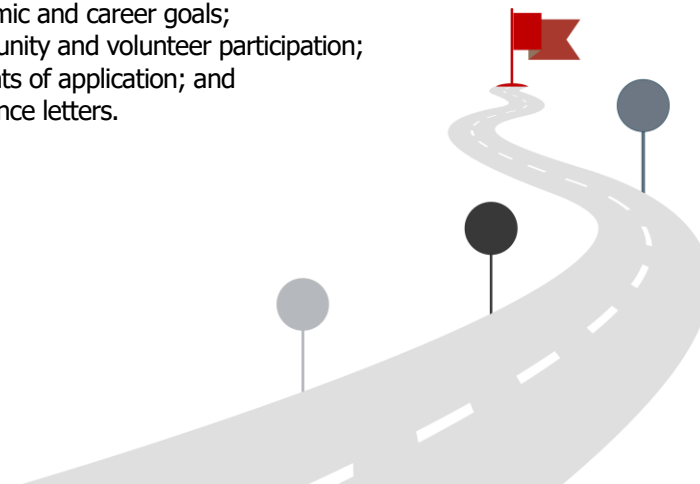 mic and career goals;
unity and volunteer participation;
ts of application; and
nce letters.